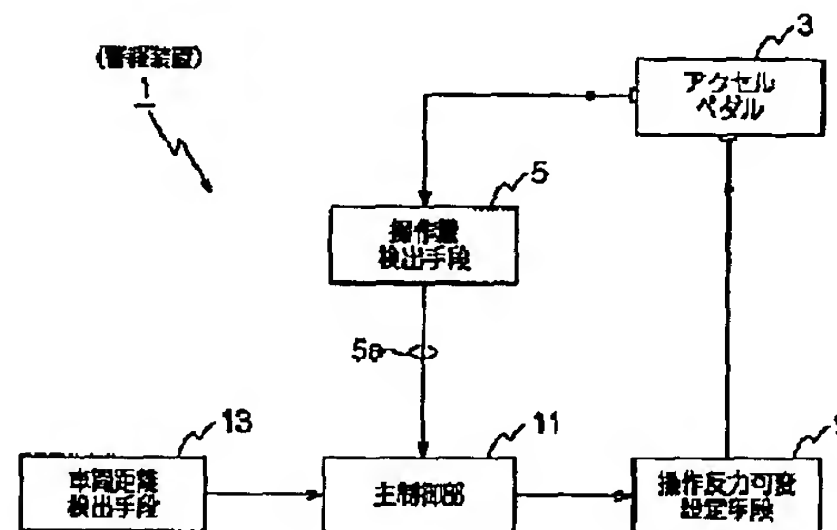 (警報装置)
1
3
アクセル
ペダル
5
操作量
検出手段
5a
13
車間距離
検出手段
11
主制御部
9
操作反力可変
設定手段